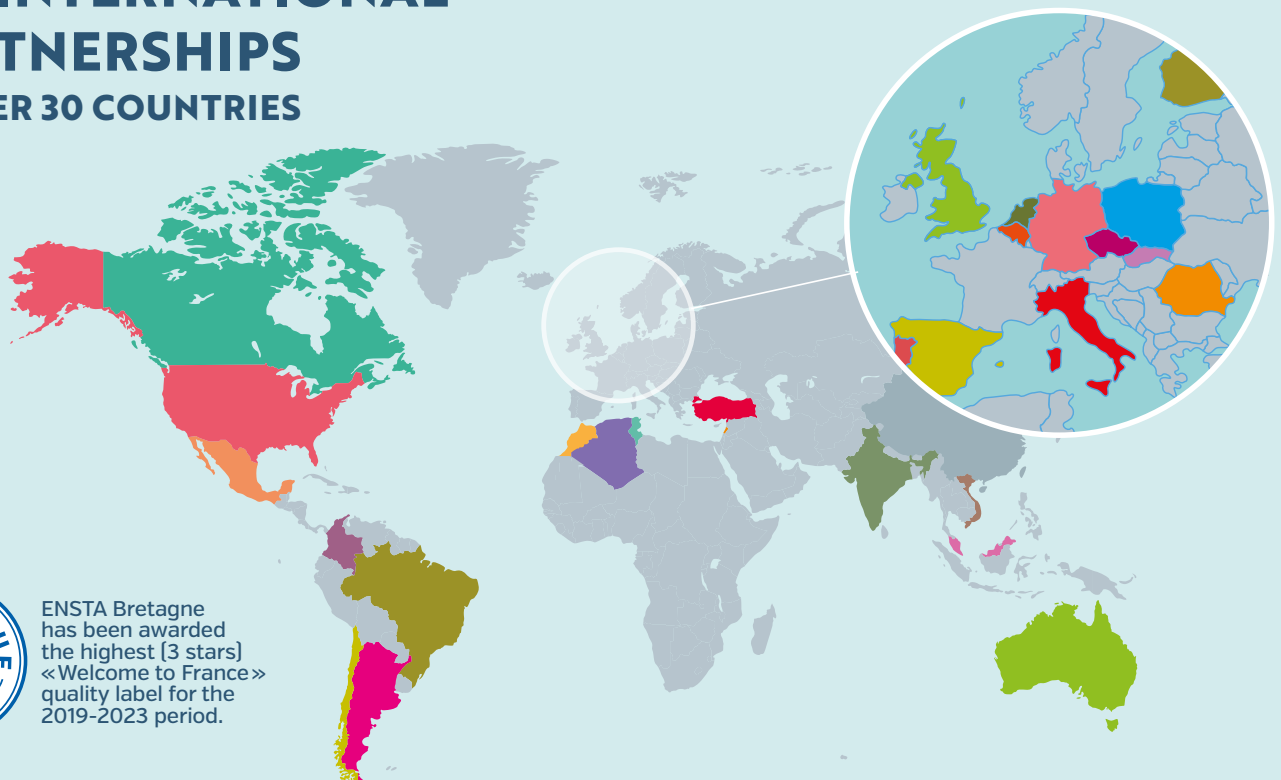 INTERNATIONAL
TNERSHIPS
ER 30 COUNTRIES
ENSTA Bretagne
has been awarded
the highest (3 stars)
«Welcome to France»
quality label for the
2019-2023 period.